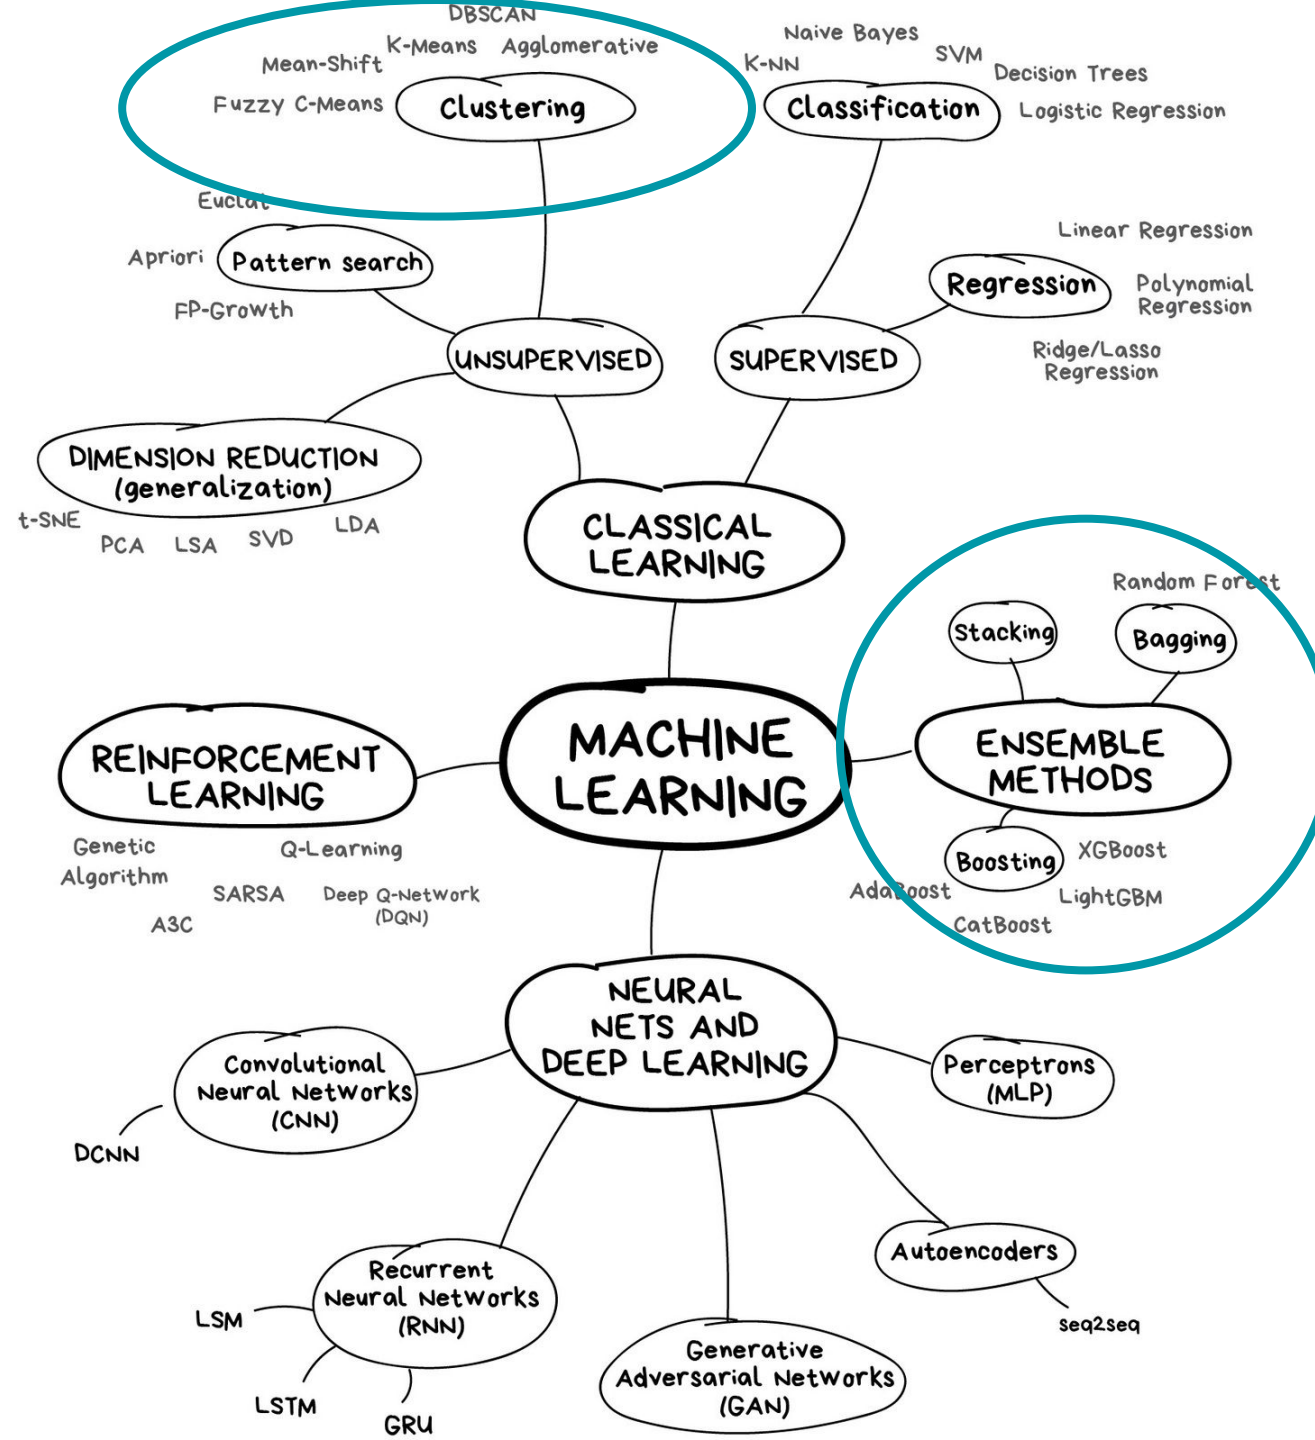 DBSCAN
K-Means
Agglomerative
Mean-Shift
Fuzzy C-Means
Clustering
Naive Bayes
K-NN
SVM
Decision Trees
Classification
Logistic Regression
Euclat
Apriori
Pattern search
FP-Growth
Linear Regression
Regression
Polynomial
Regression
Ridge/Lasso
Regression
UNSUPERVISED
SUPERVISED
DIMENSION REDUCTION
(generalization)
t-SNE
PCA
LSA
SVD
LDA
CLASSICAL
LEARNING
Random Forest
Stacking
Bagging
MACHINE
LEARNING
ENSEMBLE
METHODS
REINFORCEMENT
LEARNING
Boosting
XGBoost
AdaBoost
LightGBM
CatBoost
Genetic
Algorithm
Q-Learning
SARSA
Deep Q-Network
(DQN)
A3C
NEURAL
NETS AND
DEEP LEARNING
Convolutional
Neural Networks
(CNN)
DCNN
Perceptrons
(MLP)
Recurrent
Neural Networks
(RNN)
LSM
LSTM
GRU
Generative
Adversarial Networks
(GAN)
Autoencoders
seq2seq